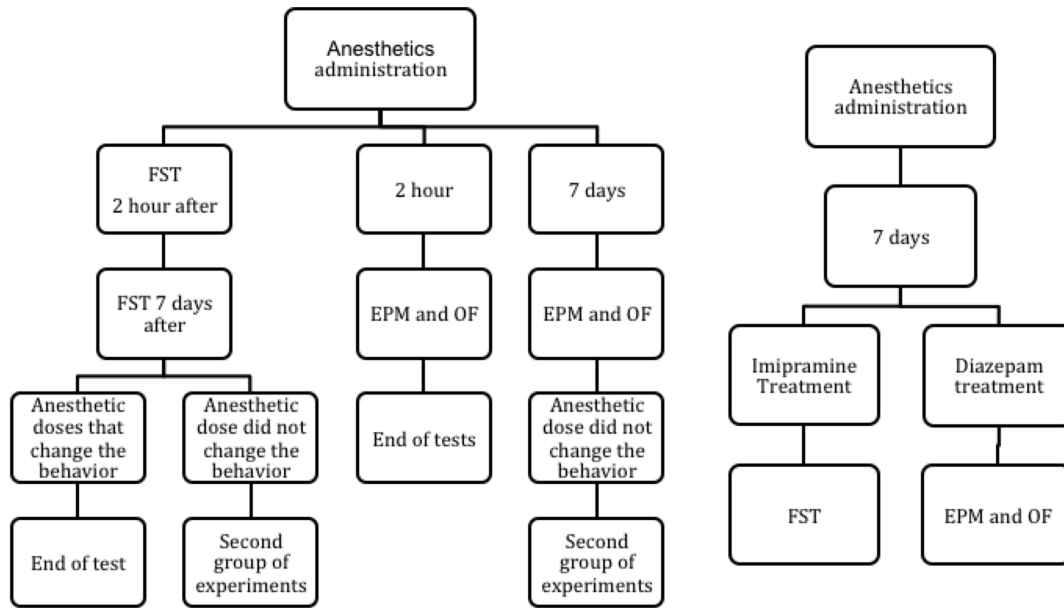 Anesthetics
administration
FST
2 hour after
2 hour
7 days
FST 7 days
after
EPM and OF
EPM and OF
Anesthetic
doses that
change the
behavior
Anesthetic
dose did not
change the
behavior
End of tests
Anesthetic
dose did not
change the
behavior
End of test
Second
group of
experiments
Second
group of
experiments
Anesthetics
administration
7 days
Imipramine
Treatment
Diazepam
treatment
FST
EPM and OF